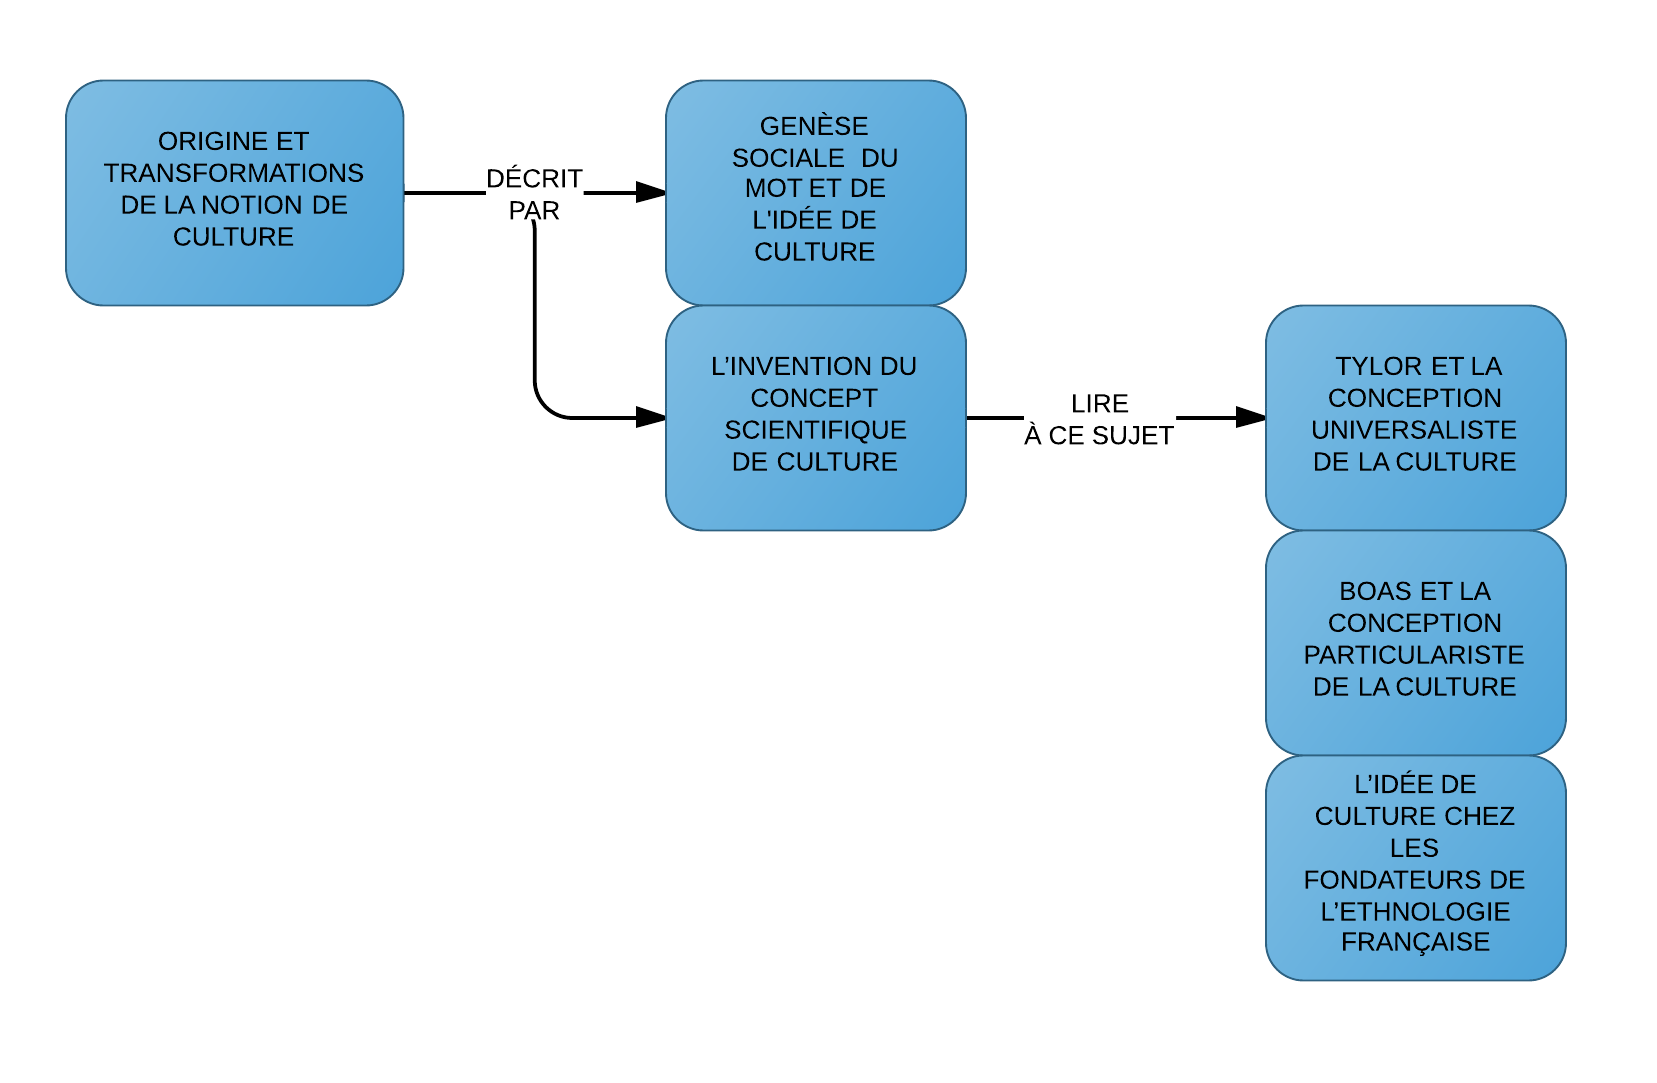 ORIGINE ET
TRANSFORMATIONS
DE LA NOTION DE
CULTURE
DÉCRIT
PAR
GENÈSE
SOCIALE DU
MOT ET DE
L'IDÉE DE
CULTURE
L’INVENTION DU
CONCEPT
SCIENTIFIQUE
DE CULTURE
LIRE
À CE SUJET
TYLOR ET LA
CONCEPTION
UNIVERSALISTE
DE LA CULTURE
BOAS ET LA
CONCEPTION
PARTICULARISTE
DE LA CULTURE
L’IDÉE DE
CULTURE CHEZ
LES
FONDATEURS DE
L’ETHNOLOGIE
FRANÇAISE